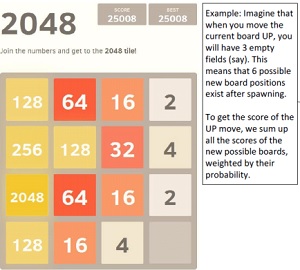 2048
SCORE
25008
BEST
25008
Join the numbers and get to the 2048 tile!
128 64 16 2
256 128 32 4
2048 64 16 2
128 16 4
Example: Imagine that
when you move the
current board UP, you
will have 3 empty
fields (say). This
means that 6 possible
new board positions
exist after spawning.
To get the score of the
UP move, we sum up
all the scores of the
new possible boards,
weighted by their
probability.